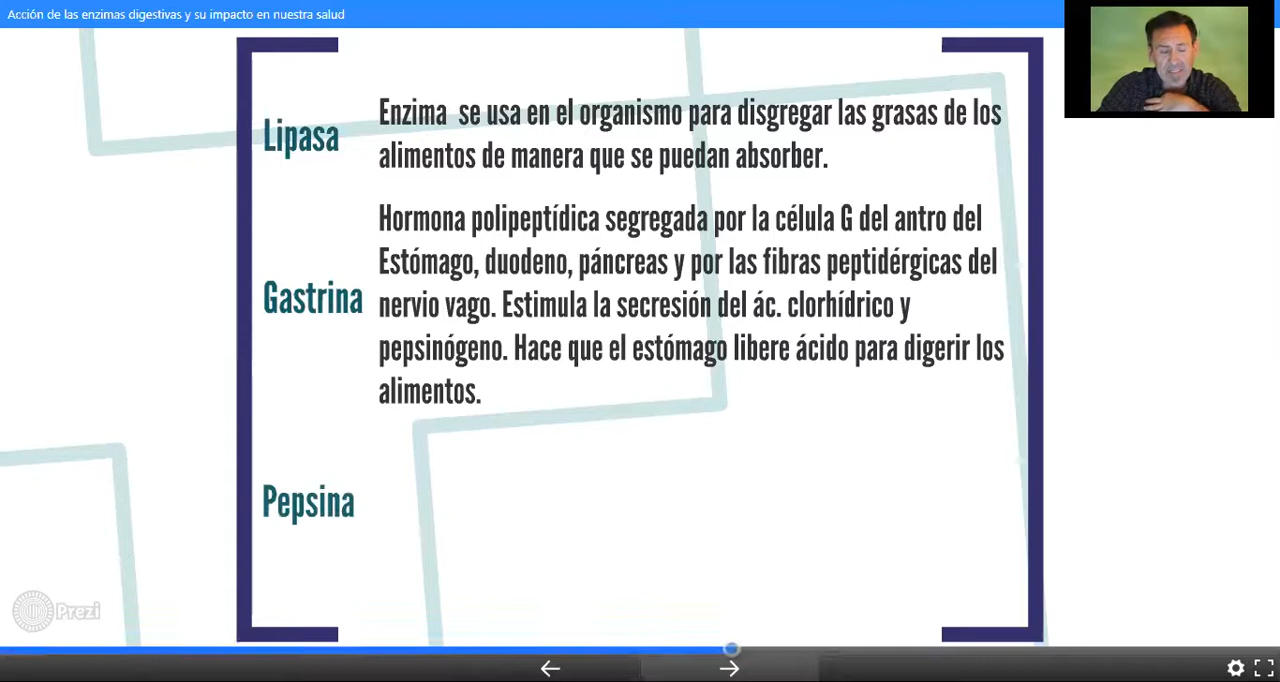 Acción de las enzimas digestivas y su impacto en nuestra salud
Lipasa
Enzima se usa en el organismo para disgregar las grasas de los
alimentos de manera que se puedan absorber.
Gastrina
Hormona polipeptídica segregada por la célula G del antro del
Estómago, duodeno, páncreas y por las fibras peptidérgicas del
nervio vago. Estimula la secresión del ác. clorhídrico y
pepsinógeno. Hace que el estómago libere ácido para digerir los
alimentos.
Pepsina
Prezi